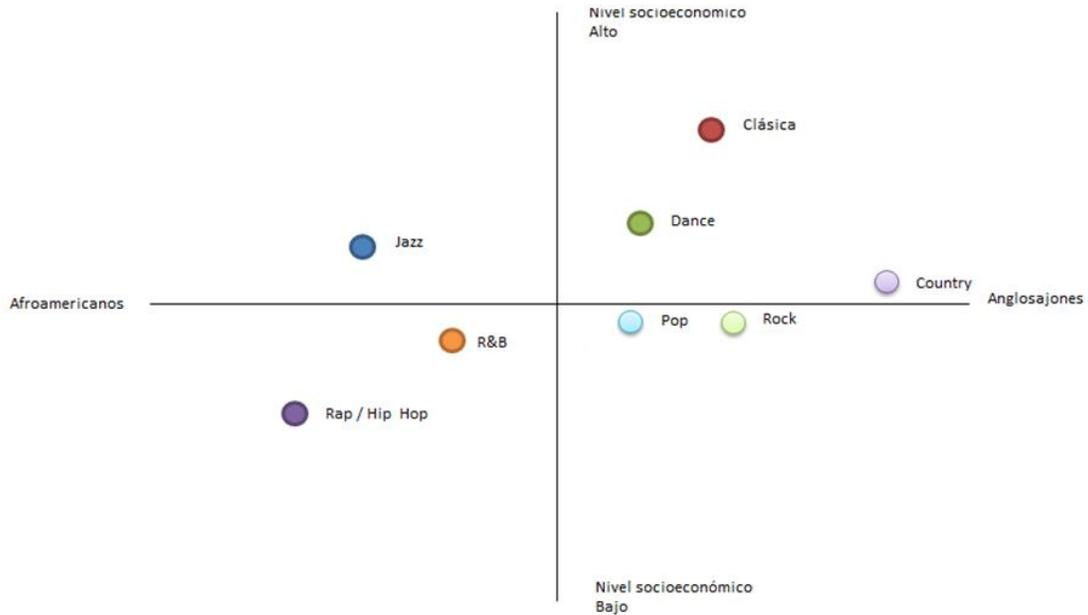 Nivel socioeconomico
Alto
Clásica
Dance
Jazz
Country
Afroamericanos
Anglosajones
Pop
Rock
R&B
Rap / Hip Hop
Nivel socioeconómico
Bajo